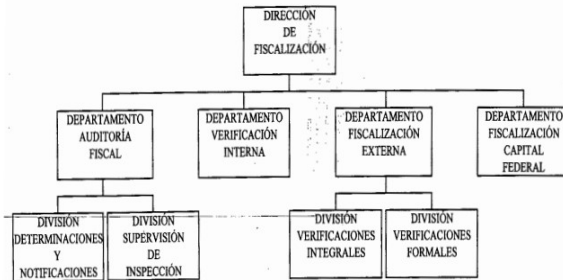 DIRECCIÓN
DE
FISCALIZACIÓN
DEPARTAMENTO
AUDITORÍA
FISCAL
DEPARTAMENTO
VERIFICACIÓN
INTERNA
DEPARTAMENTO
FISCALIZACIÓN
EXTERNA
DEPARTAMENTO
FISCALIZACIÓN
CAPITAL
FEDERAL
DIVISIÓN
DETERMINACIONES
Y
NOTIFICACIONES
DIVISIÓN
SUPERVISIÓN
DE
INSPECCIÓN
DIVISIÓN
VERIFICACIONES
INTEGRALES
DIVISIÓN
VERIFICACIONES
FORMALES